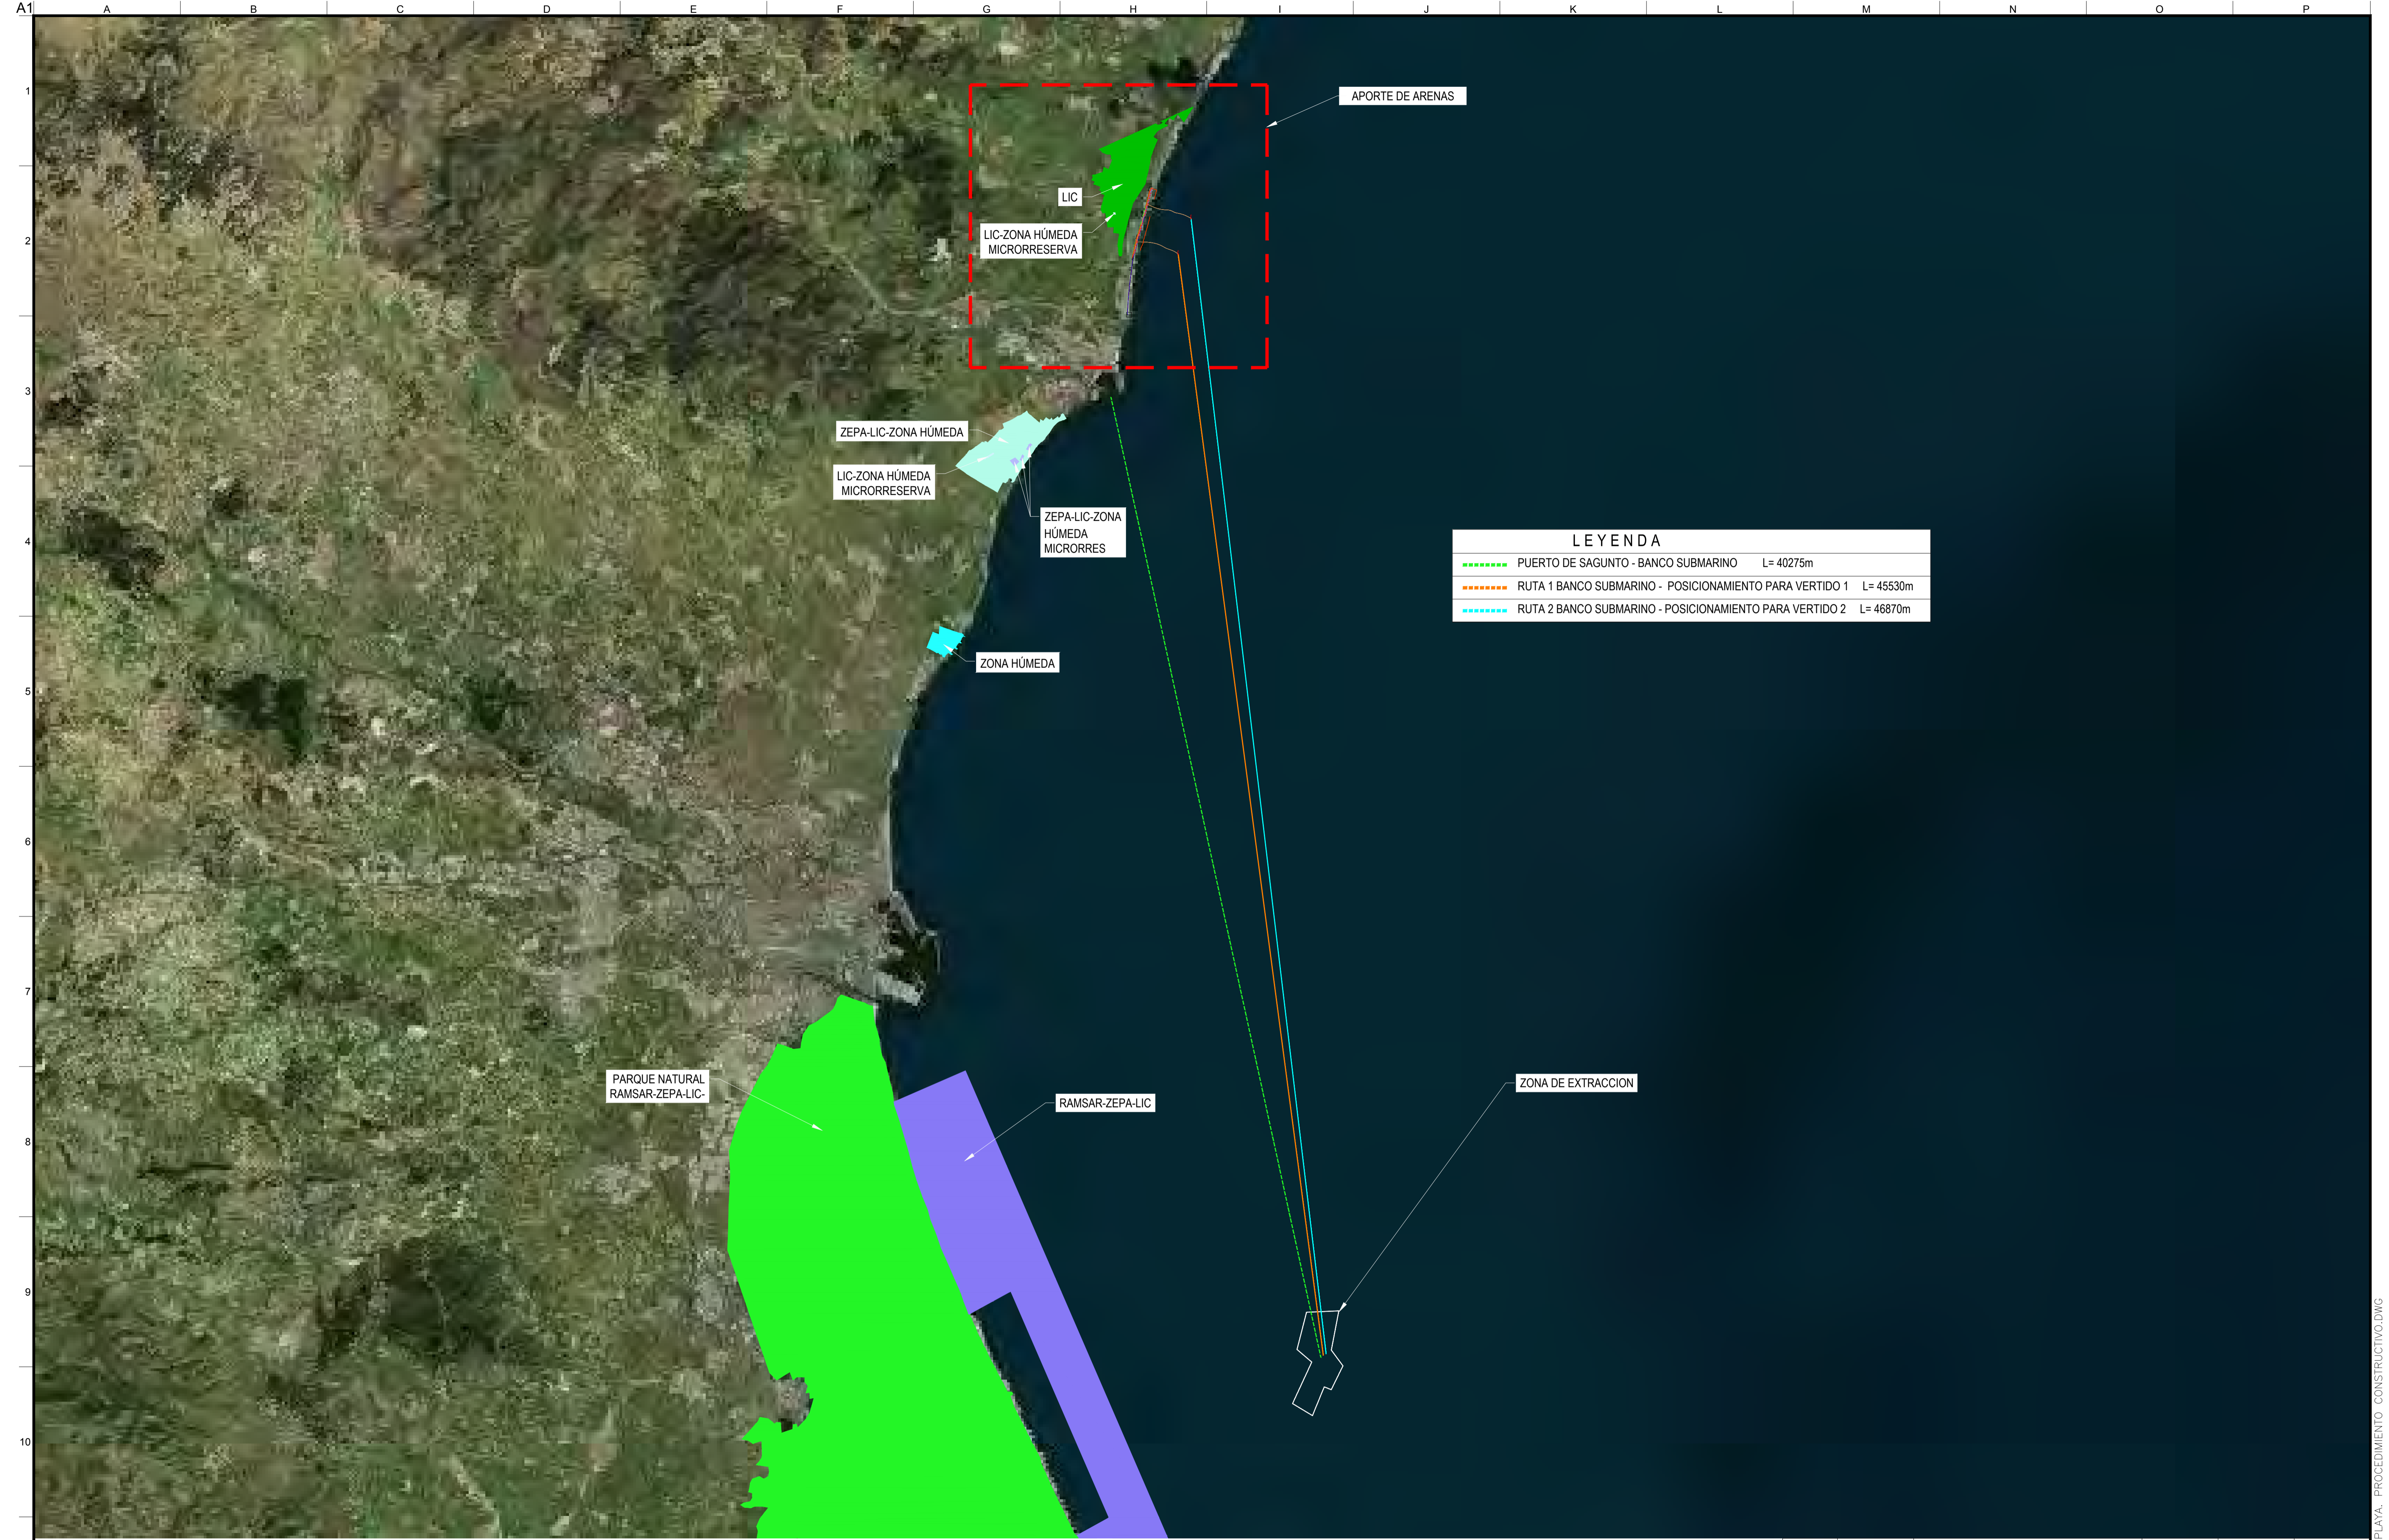 A1
A B C D E F G H I J K L M N O P
1
2
3
4
5
6
7
8
9
10
APORTE DE ARENAS
LIC
LIC-ZONA HÚMEDA
MICRORRESERVA
ZEPA-LIC-ZONA HÚMEDA
LIC-ZONA HÚMEDA
MICRORRESERVA
ZEPA-LIC-ZONA
HÚMEDA
MICRORRES
LEYENDA
PUERTO DE SAGUNTO - BANCO SUBMARINO L= 40275m
RUTA 1 BANCO SUBMARINO - POSICIONAMIENTO PARA VERTIDO 1 L= 45530m
RUTA 2 BANCO SUBMARINO - POSICIONAMIENTO PARA VERTIDO 2 L= 46870m
ZONA HÚMEDA
PARQUE NATURAL
RAMSAR-ZEPA-LIC-
RAMSAR-ZEPA-LIC
ZONA DE EXTRACCION
PLAYA. PROCEDIMIENTO CONSTRUCTIVO.DWG